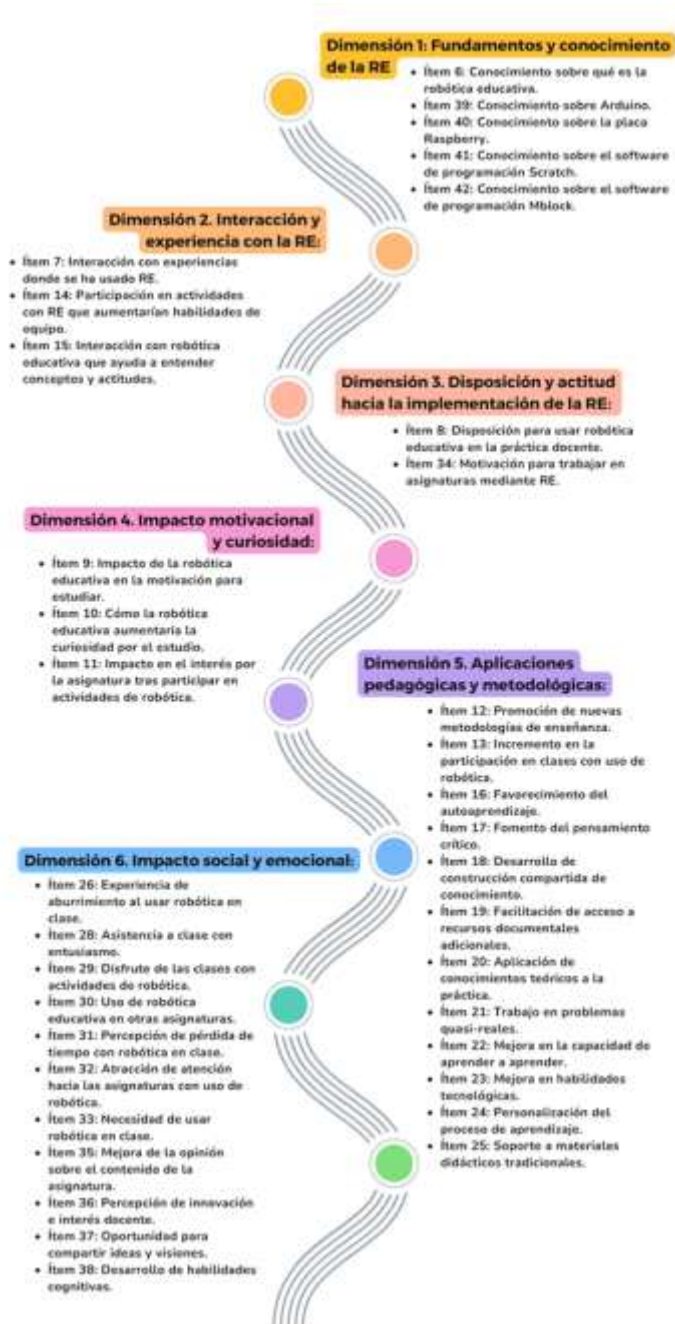 Dimensión 1: Fundamentos y conocimiento
de la RE
• Ítem 6: Conocimiento sobre qué es la
robótica educativa.
• Ítem 39: Conocimiento sobre Arduino.
• Ítem 40: Conocimiento sobre la placa
Raspberry.
• Ítem 41: Conocimiento sobre el software
de programación Scratch.
• Ítem 42: Conocimiento sobre el software
de programación Mblock.
Dimensión 2. Interacción y
experiencia con la RE:
• Ítem 7: Interacción con experiencias
donde se ha usado RE.
• Ítem 14: Participación en actividades
con RE que aumentarían habilidades de
equipo.
• Ítem 15: Interacción con robótica
educativa que ayuda a entender
conceptos y actitudes.
Dimensión 3. Disposición y actitud
hacia la implementación de la RE:
• Ítem 8: Disposición para usar robótica
educativa en la práctica docente.
• Ítem 34: Motivación para trabajar en
asignaturas mediante RE.
Dimensión 4. Impacto motivacional
y curiosidad:
• Ítem 9: Impacto de la robótica
educativa en la motivación para
estudiar.
• Ítem 10: Cómo la robótica
educativa aumentaría la
curiosidad por el estudio.
• Ítem 11: Impacto en el interés por
la asignatura tras participar en
actividades de robótica.
Dimensión 5. Aplicaciones
pedagógicas y metodológicas:
• Ítem 12: Promoción de nuevas
metodologías de enseñanza.
• Ítem 13: Incremento en la
participación en clases con uso de
robótica.
• Ítem 16: Favorecimiento del
autoaprendizaje.
• Ítem 17: Fomento del pensamiento
crítico.
• Ítem 18: Desarrollo de
construcción compartida de
conocimiento.
• Ítem 19: Facilitación de acceso a
recursos documentales
adicionales.
• Ítem 20: Aplicación de
conocimientos teóricos a la
práctica.
• Ítem 21: Trabajo en problemas
quasi-reales.
• Ítem 22: Mejora en la capacidad de
aprender a aprender.
• Ítem 23: Mejora en habilidades
tecnológicas.
• Ítem 24: Personalización del
proceso de aprendizaje.
• Ítem 25: Soporte a materiales
didácticos tradicionales.
Dimensión 6. Impacto social y emocional:
• Ítem 26: Experiencia de
aburrimiento al usar robótica en
clase.
• Ítem 28: Asistencia a clase con
entusiasmo.
• Ítem 29: Disfrute de las clases con
actividades de robótica.
• Ítem 30: Uso de robótica
educativa en otras asignaturas.
• Ítem 31: Percepción de pérdida de
tiempo con robótica en clase.
• Ítem 32: Atracción de atención
hacia las asignaturas con uso de
robótica.
• Ítem 33: Necesidad de usar
robótica en clase.
• Ítem 35: Mejora de la opinión
sobre el contenido de la
asignatura.
• Ítem 36: Percepción de innovación
e interés docente.
• Ítem 37: Oportunidad para
compartir ideas y visiones.
• Ítem 38: Desarrollo de habilidades
cognitivas.